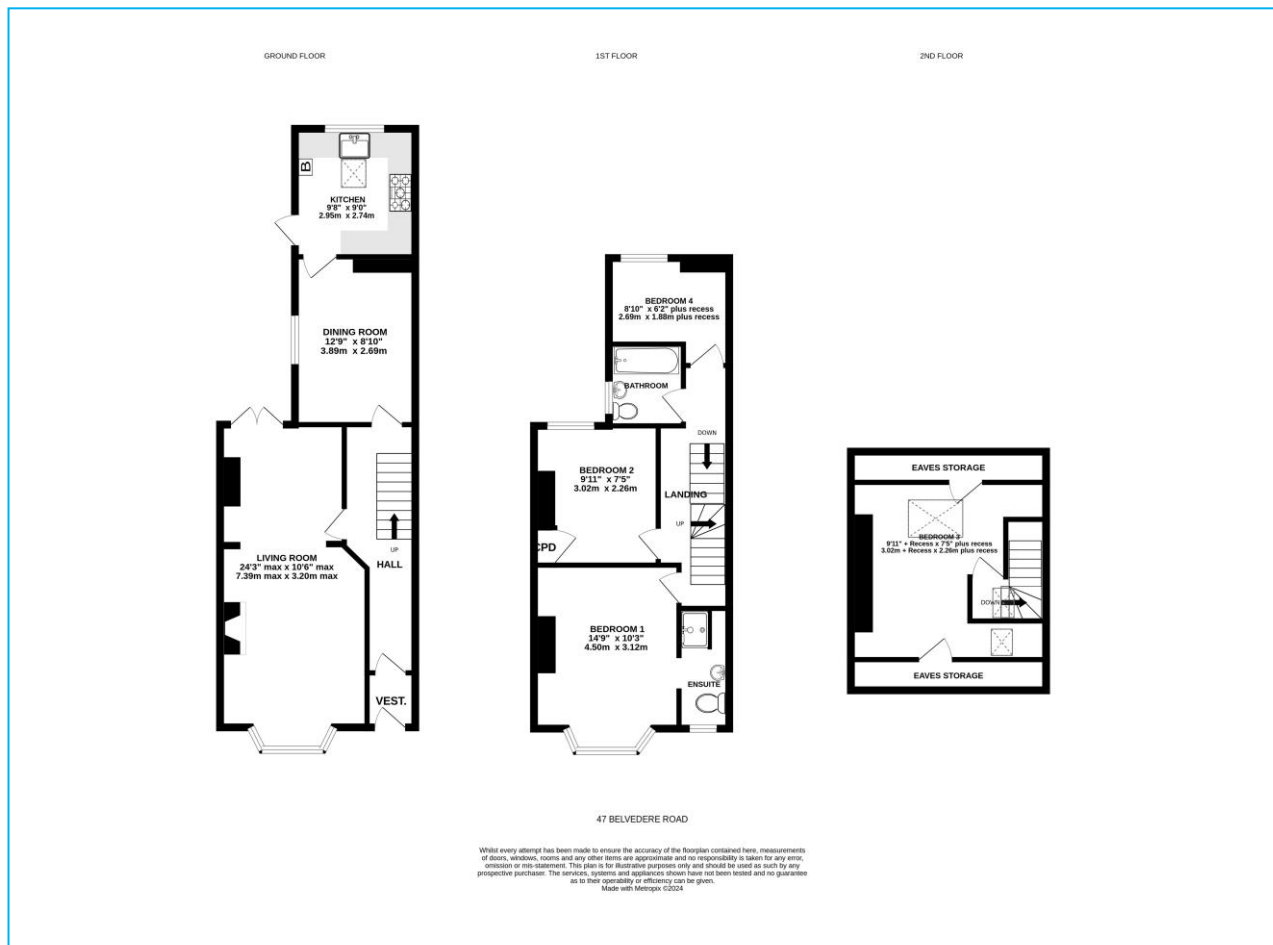 GROUND FLOOR
1ST FLOOR
2ND FLOOR
B
KITCHEN
9'8" x 9'0"
2.95m x 2.74m
DINING ROOM
12'9" x 8'10"
3.89m x 2.69m
LIVING ROOM
24'3" max x 10'6" max
7.39m max x 3.20m max
UP
HALL
VEST.
BEDROOM 4
8'10" x 6'2" plus recess
2.69m x 1.88m plus recess
BATHROOM
DOWN
BEDROOM 2
9'11" x 7'5"
3.02m x 2.26m
LANDING
UP
CPD
BEDROOM 1
14'9" x 10'3"
4.50m x 3.12m
ENSUITE
EAVES STORAGE
BEDROOM 3
9'11" + Recess x 7'5" plus recess
3.02m + Recess x 2.26m plus recess
DOWN
EAVES STORAGE
47 BELVEDERE ROAD
Whilst every attempt has been made to ensure the accuracy of the floorplan contained here, measurements
of doors, windows, rooms and any other items are approximate and no responsibility is taken for any error,
omission or mis-statement. This plan is for illustrative purposes only and should be used as such by any
prospective purchaser. The services, systems and appliances shown have not been tested and no guarantee
as to their operability or efficiency can be given.
Made with Metropix ©2024